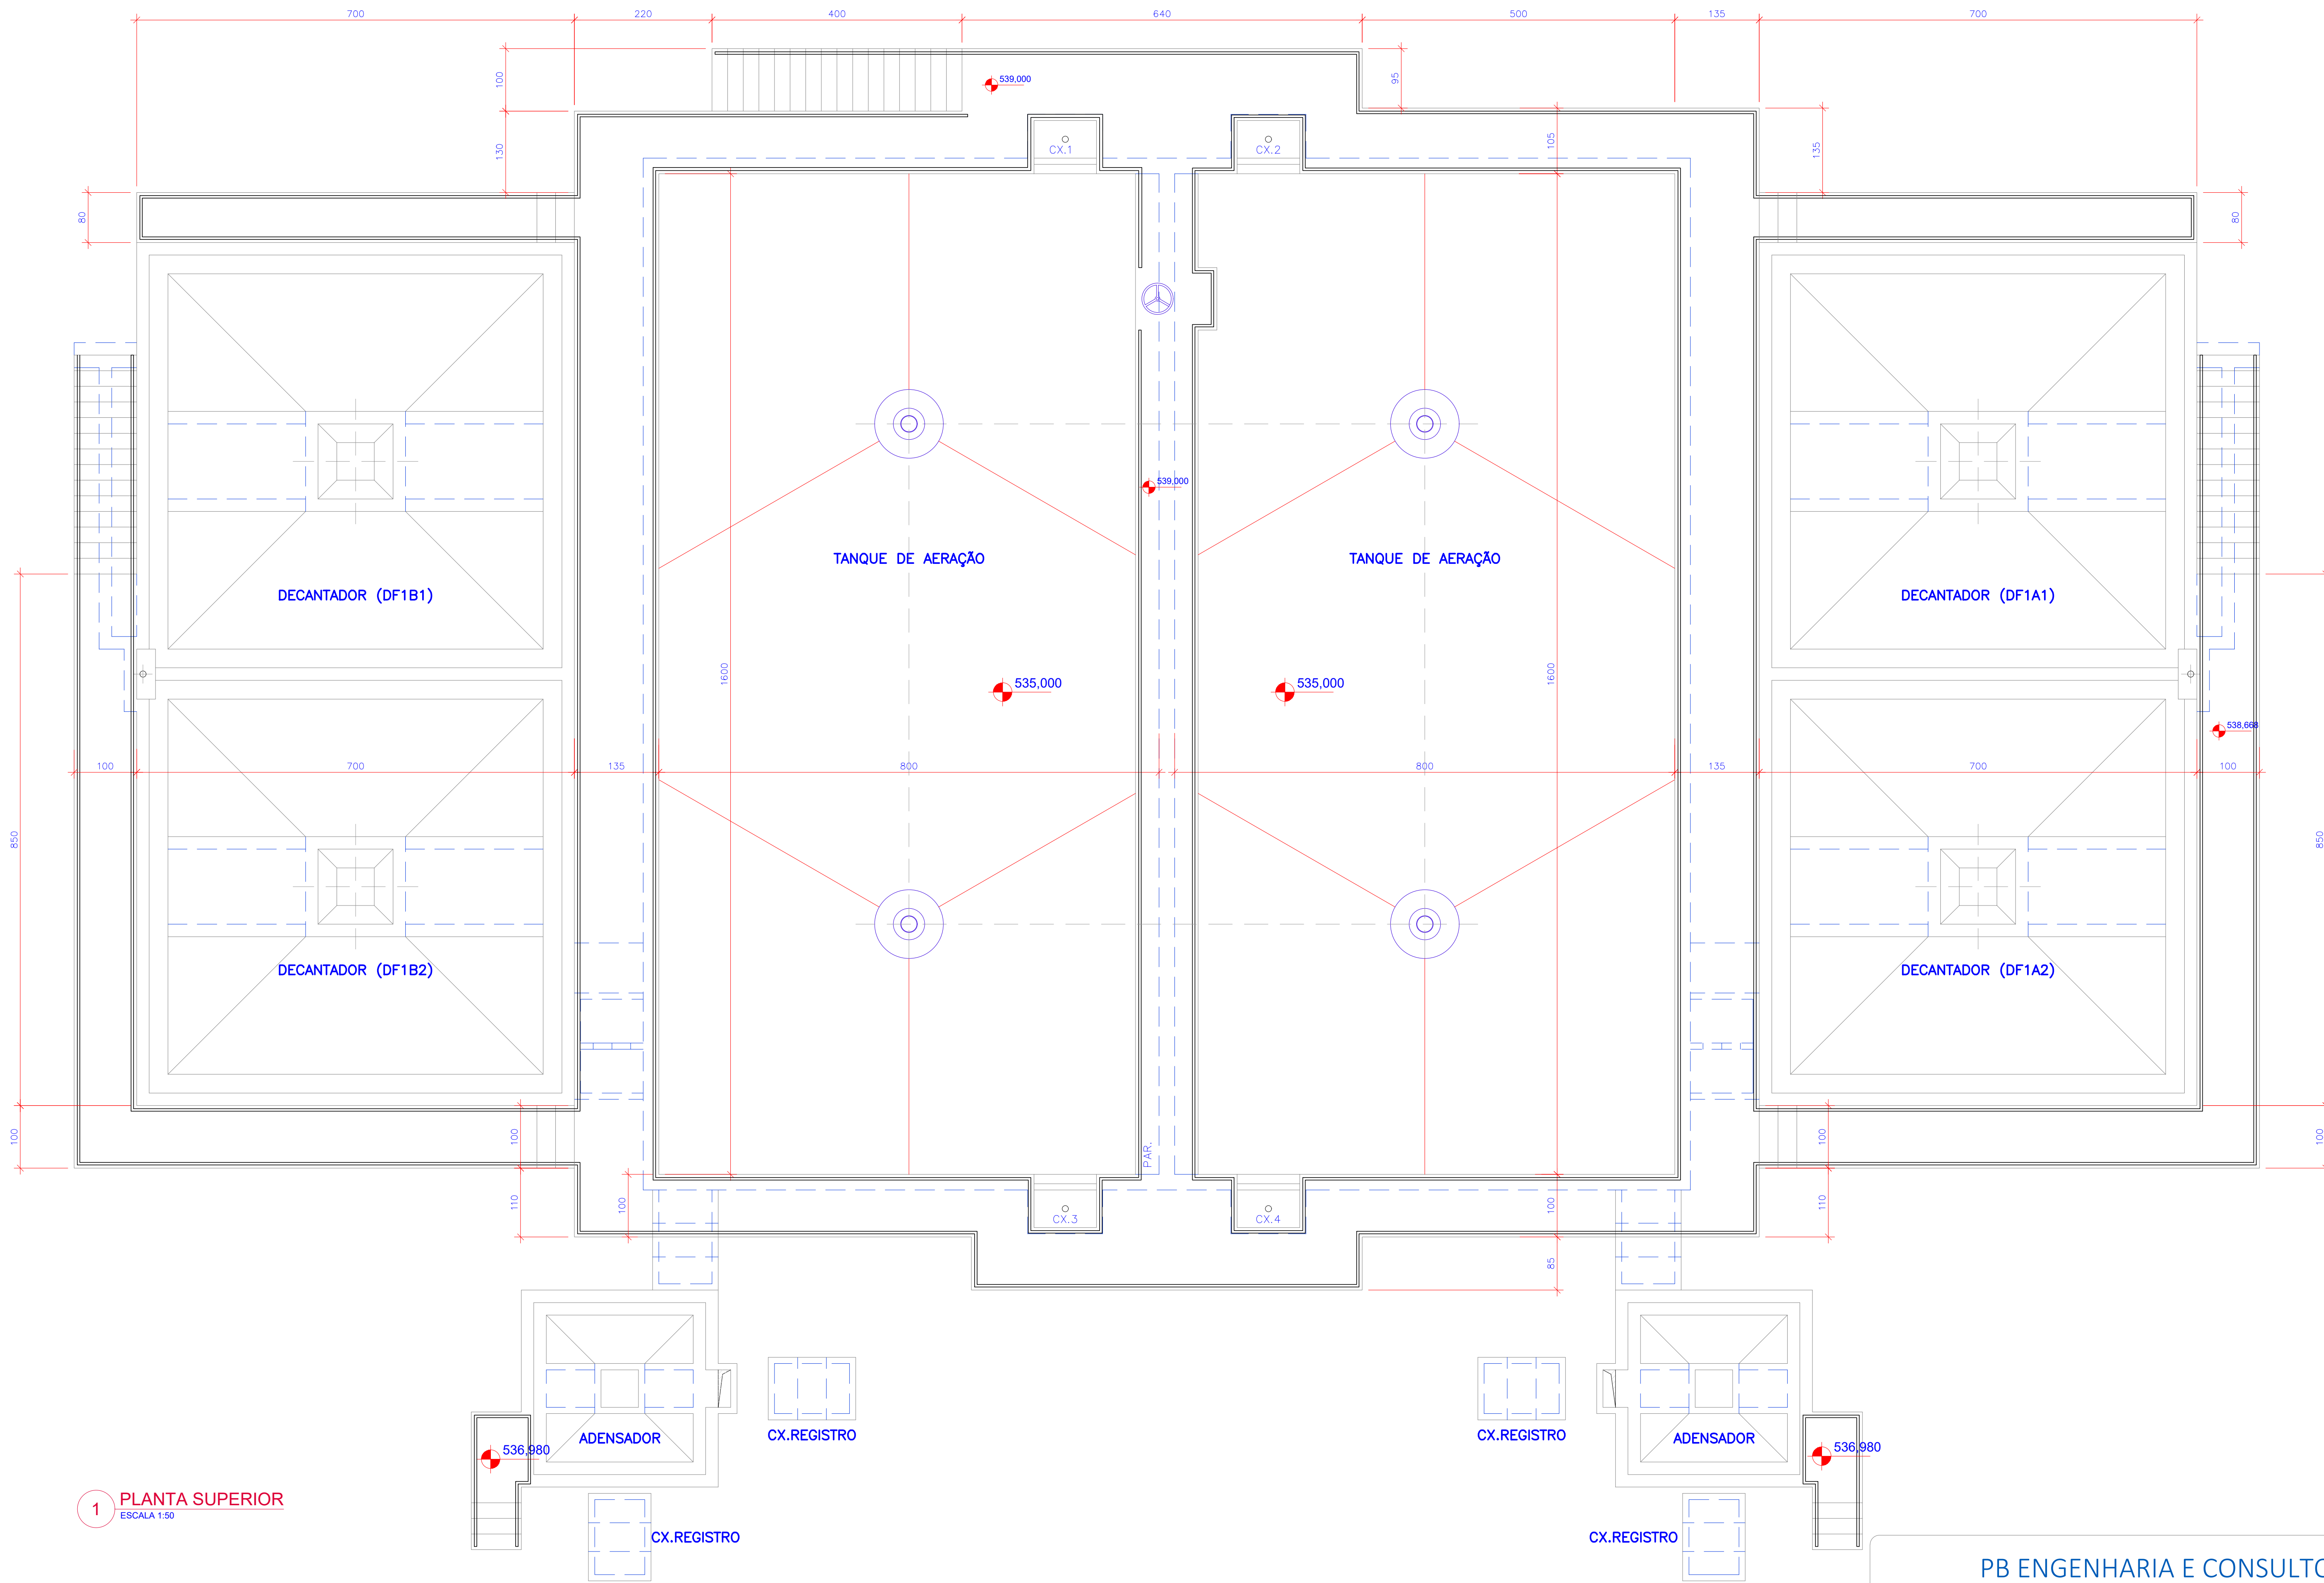 700 220 400 640 500 135 700
100 539,000 95
130 CX.1 CX.2 105 135
80 80
539,000
TANQUE DE AERAÇÃO TANQUE DE AERAÇÃO
DECANTADOR (DF1B1) DECANTADOR (DF1A1)
1600 535,000 535,000 1600
538,668
100 700 135 800 800 135 700 100
850 850
DECANTADOR (DF1B2) DECANTADOR (DF1A2)
100 100 PAR. 100 100
110 100 CX.3 CX.4 100 110
85
536,980 ADENSADOR CX.REGISTRO CX.REGISTRO ADENSADOR 536,980
1 PLANTA SUPERIOR
ESCALA 1:50
CX.REGISTRO CX.REGISTRO
PB ENGENHARIA E CONSULTO